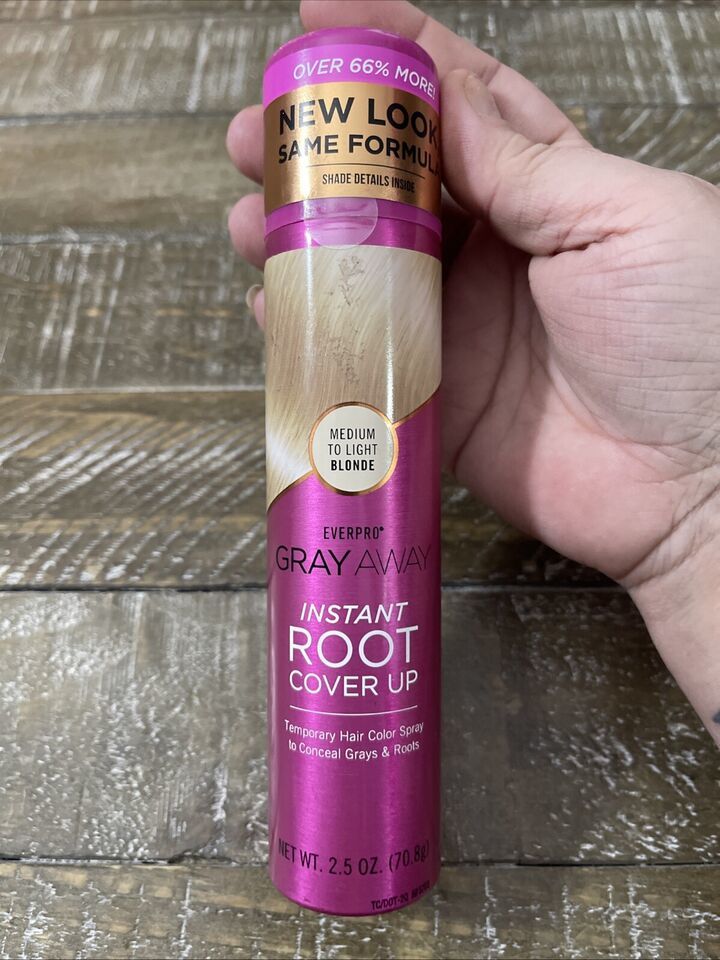 OVER 66% MORE!
NEW LOOK
SAME FORMULA
SHADE DETAILS INSIDE
MEDIUM
TO LIGHT
BLONDE
EVERPRO®
GRAY AWAY
INSTANT
ROOT
COVER UP
Temporary Hair Color Spray
to Conceal Grays & Roots
NET WT. 2.5 OZ. (70.8g)